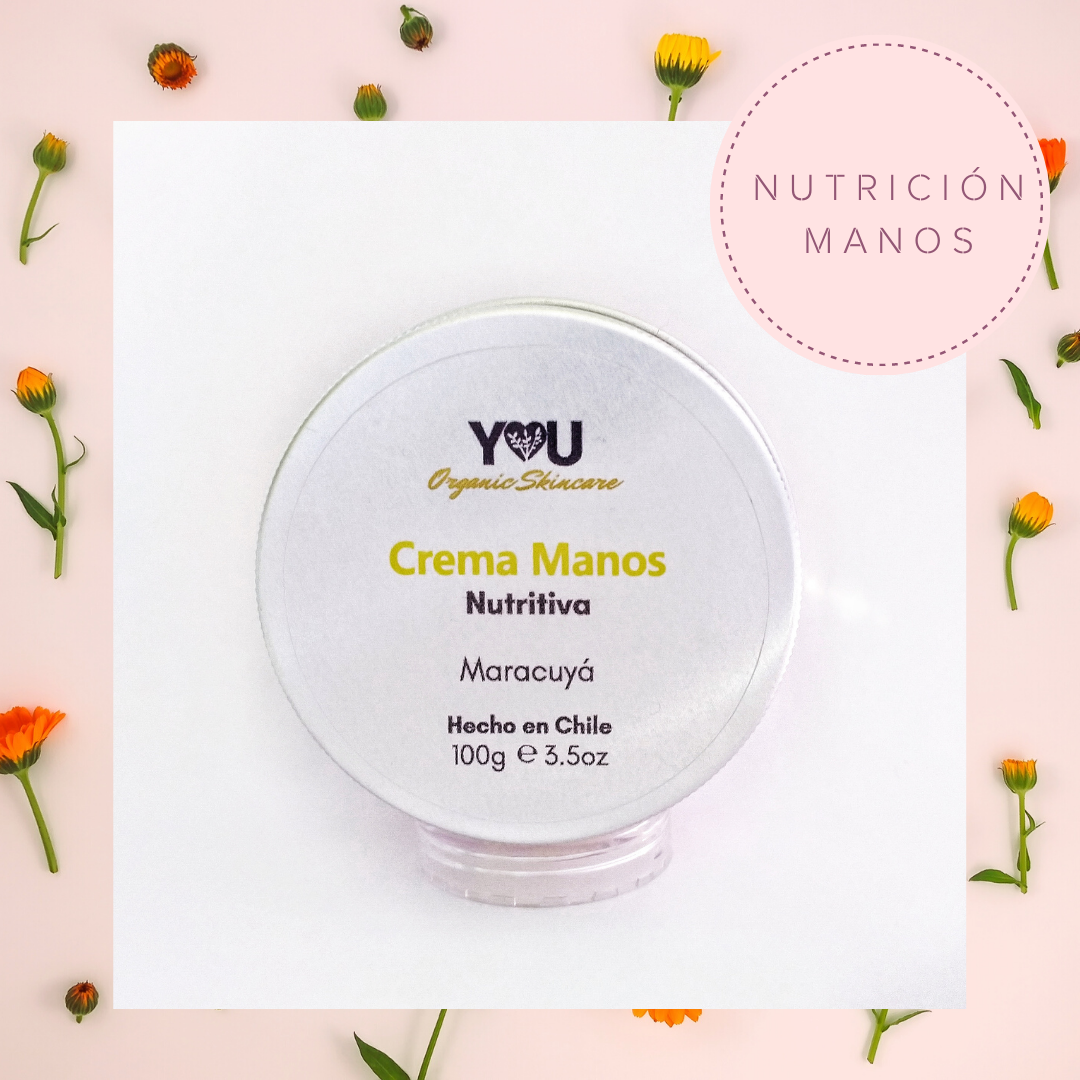 NUTRICIÓN
MANOS
YOU
Organic Skincare
Crema Manos
Nutritiva
Maracuyá
Hecho en Chile
100g ℮ 3.5oz